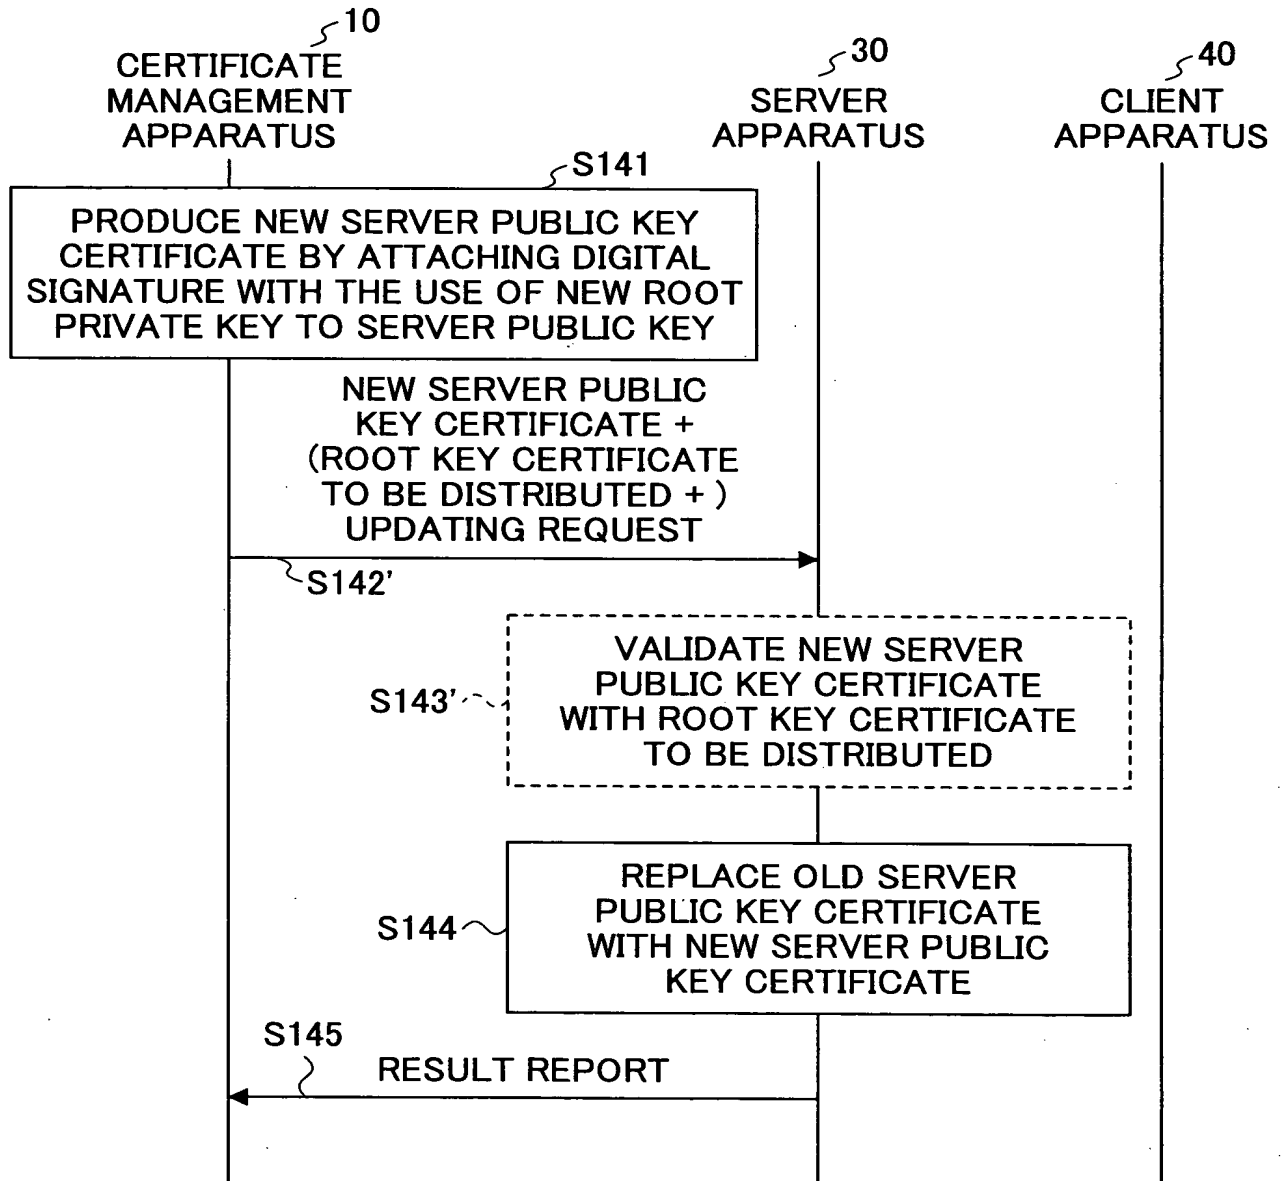 10
CERTIFICATE
MANAGEMENT
APPARATUS
30
SERVER
APPARATUS
40
CLIENT
APPARATUS
S141
PRODUCE NEW SERVER PUBLIC KEY
CERTIFICATE BY ATTACHING DIGITAL
SIGNATURE WITH THE USE OF NEW ROOT
PRIVATE KEY TO SERVER PUBLIC KEY
NEW SERVER PUBLIC
KEY CERTIFICATE +
(ROOT KEY CERTIFICATE
TO BE DISTRIBUTED + )
UPDATING REQUEST
S142'
VALIDATE NEW SERVER
PUBLIC KEY CERTIFICATE
WITH ROOT KEY CERTIFICATE
TO BE DISTRIBUTED
S143'
REPLACE OLD SERVER
PUBLIC KEY CERTIFICATE
WITH NEW SERVER PUBLIC
KEY CERTIFICATE
S144
S145
RESULT REPORT